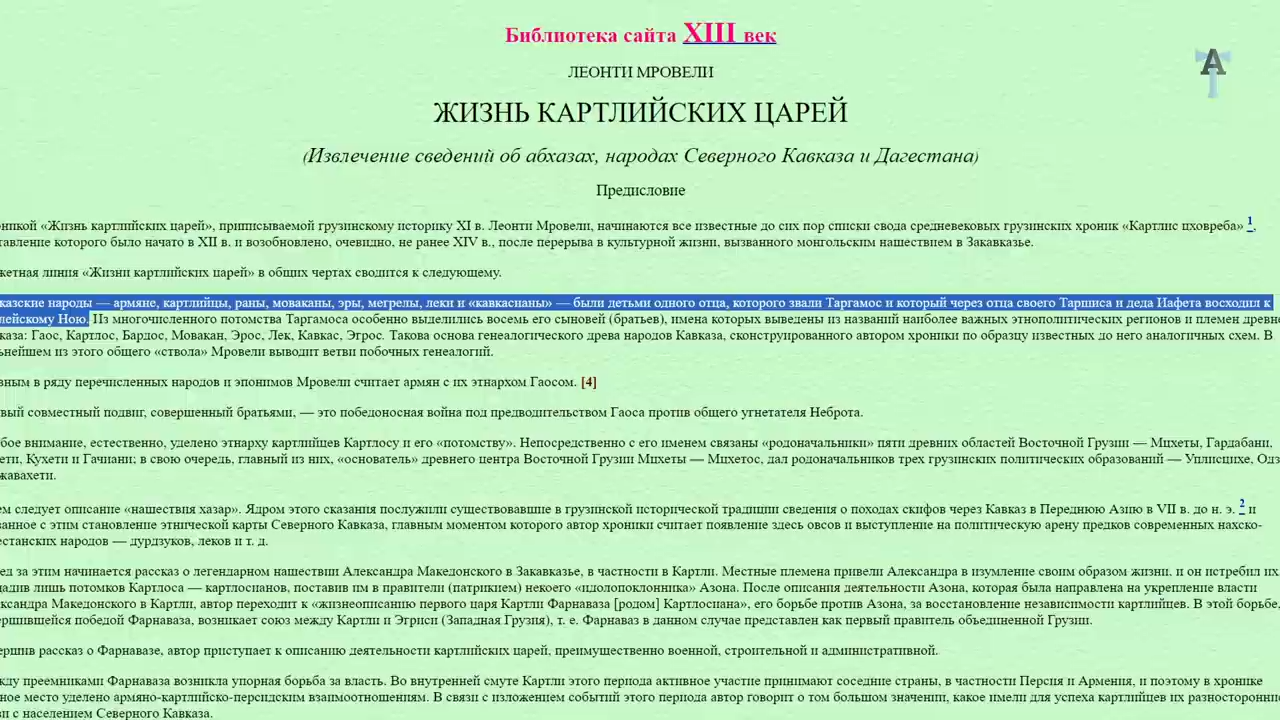 Библиотека сайта XIII век
A
ЛЕОНТИ МРОВЕЛИ
ЖИЗНЬ КАРТЛИЙСКИХ ЦАРЕЙ
(Извлечение сведений об абхазах, народах Северного Кавказа и Дагестана)
Предисловие
никой «Жизнь картлийских царей», приписываемой грузинскому историку XI в. Леонти Мровели, начинаются все известные до сих пор списки свода средневековых грузинских хроник «Картлис цховреба» 1,
тавление которого было начато в XII в. и возобновлено, очевидно, не ранее XIV в., после перерыва в культурной жизни, вызванного монгольским нашествием в Закавказье.
жетная линия «Жизни картлийских царей» в общих чертах сводится к следующему.
казские народы — армяне, картлийцы, раны, моваканы, эры, мегрелы, леки и «кавкасианы» — были детьми одного отца, которого звали Таргамос и который через отца своего Таршиса и деда Иафета восходил к
лейскому Ною. Из многочисленного потомства Таргамоса особенно выделились восемь его сыновей (братьев), имена которых выведены из названий наиболее важных этнополитических регионов и племен древне
каза: Гаос, Картлос, Бардос, Мовакан, Эрос, Лек, Кавкас, Эгрос. Такова основа генеалогического древа народов Кавказа, сконструированного автором хроники по образцу известных до него аналогичных схем. В
ьнейшем из этого общего «ствола» Мровели выводит ветви побочных генеалогий.
вным в ряду перечисленных народов и эпонимов Мровели считает армян с их этнархом Гаосом. [4]
вый совместный подвиг, совершенный братьями, — это победоносная война под предводительством Гаоса против общего угнетателя Неброта.
бое внимание, естественно, уделено этнарху картлийцев Картлосу и его «потомству». Непосредственно с его именем связаны «родоначальники» пяти древних областей Восточной Грузии — Мцхеты, Гардабани,
ети, Кухети и Гачиани; в свою очередь, главный из них, «основатель» древнего центра Восточной Грузии Мцхеты — Мцхетос, дал родоначальников трех грузинских политических образований — Уплисцихе, Одз
жавахети.
ем следует описание «нашествия хазар». Ядром этого сказания послужили существовавшие в грузинской исторической традиции сведения о походах скифов через Кавказ в Переднюю Азию в VII в. до н. э. 2 и
занное с этим становление этнической карты Северного Кавказа, главным моментом которого автор хроники считает появление здесь овсов и выступление на политическую арену предков современных нахско-
естанских народов — дурдзуков, леков и т. д.
ед за этим начинается рассказ о легендарном нашествии Александра Македонского в Закавказье, в частности в Картли. Местные племена привели Александра в изумление своим образом жизни, и он истребил их,
адив лишь потомков Картлоса — картлосианов, поставив им в правители (патрикием) некоего «идолопоклонника» Азона. После описания деятельности Азона, которая была направлена на укрепление власти
ксандра Македонского в Картли, автор переходит к «жизнеописанию первого царя Картли Фарнаваза [родом] Картлосиана», его борьбе против Азона, за восстановление независимости картлийцев. В этой борьбе,
ершившейся победой Фарнаваза, возникает союз между Картли и Эгриси (Западная Грузия), т. е. Фарнаваз в данном случае представлен как первый правитель объединенной Грузии.
ершив рассказ о Фарнавазе, автор приступает к описанию деятельности картлийских царей, преимущественно военной, строительной и административной.
жду преемниками Фарнаваза возникла упорная борьба за власть. Во внутренней смуте Картли этого периода активное участие принимают соседние страны, в частности Персия и Армения, и поэтому в хронике
ное место уделено армяно-картлийско-персидским взаимоотношениям. В связи с изложением событий этого периода автор говорит о том большом значении, какое имели для успеха картлийцев их разносторонние
зи с населением Северного Кавказа.